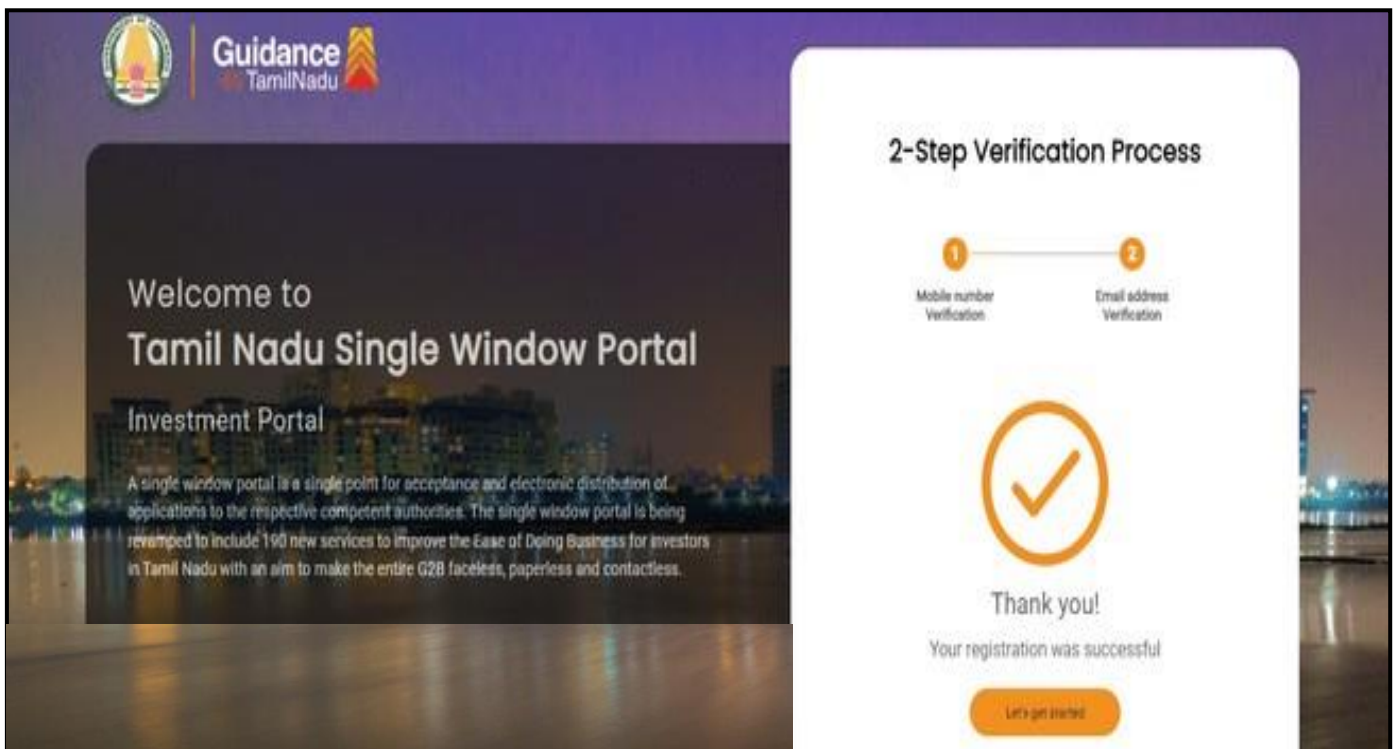 Guidance
TamilNadu
Welcome to
Tamil Nadu Single Window Portal
Investment Portal
A single window portal is a single point for acceptance and electronic distribution of
applications to the respective competent authorities. The single window portal is being
revamped to include 190 new services to improve the Ease of Doing Business for investors
in Tamil Nadu with an aim to make the entire G2B faceless, paperless and contactless.
2-Step Verification Process
1
2
Mobile number
Verification
Email address
Verification
Thank you!
Your registration was successful
Let's get started